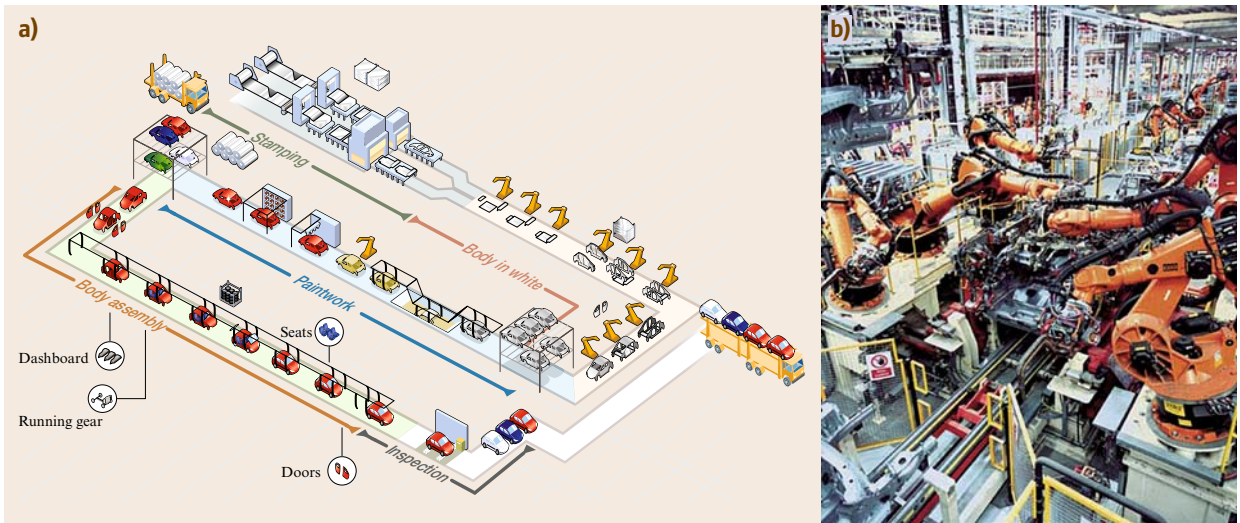 a)
b)
Stamping
Body in white
Paintwork
Body assembly
Seats
Dashboard
Running gear
Doors
Inspection